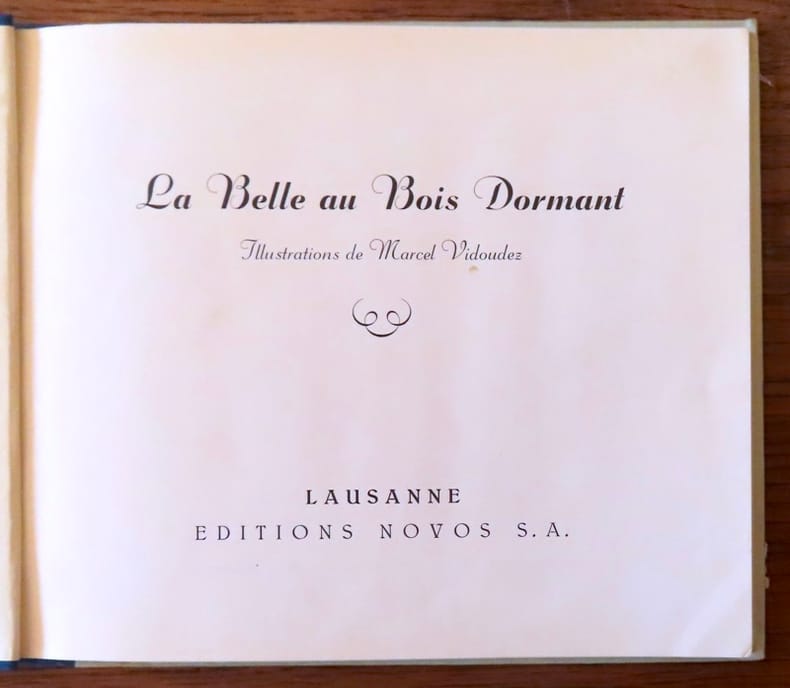 La Belle au Bois Dormant
Illustrations de Marcel Vidoudez
LAUSANNE
EDITIONS NOVOS S.A.